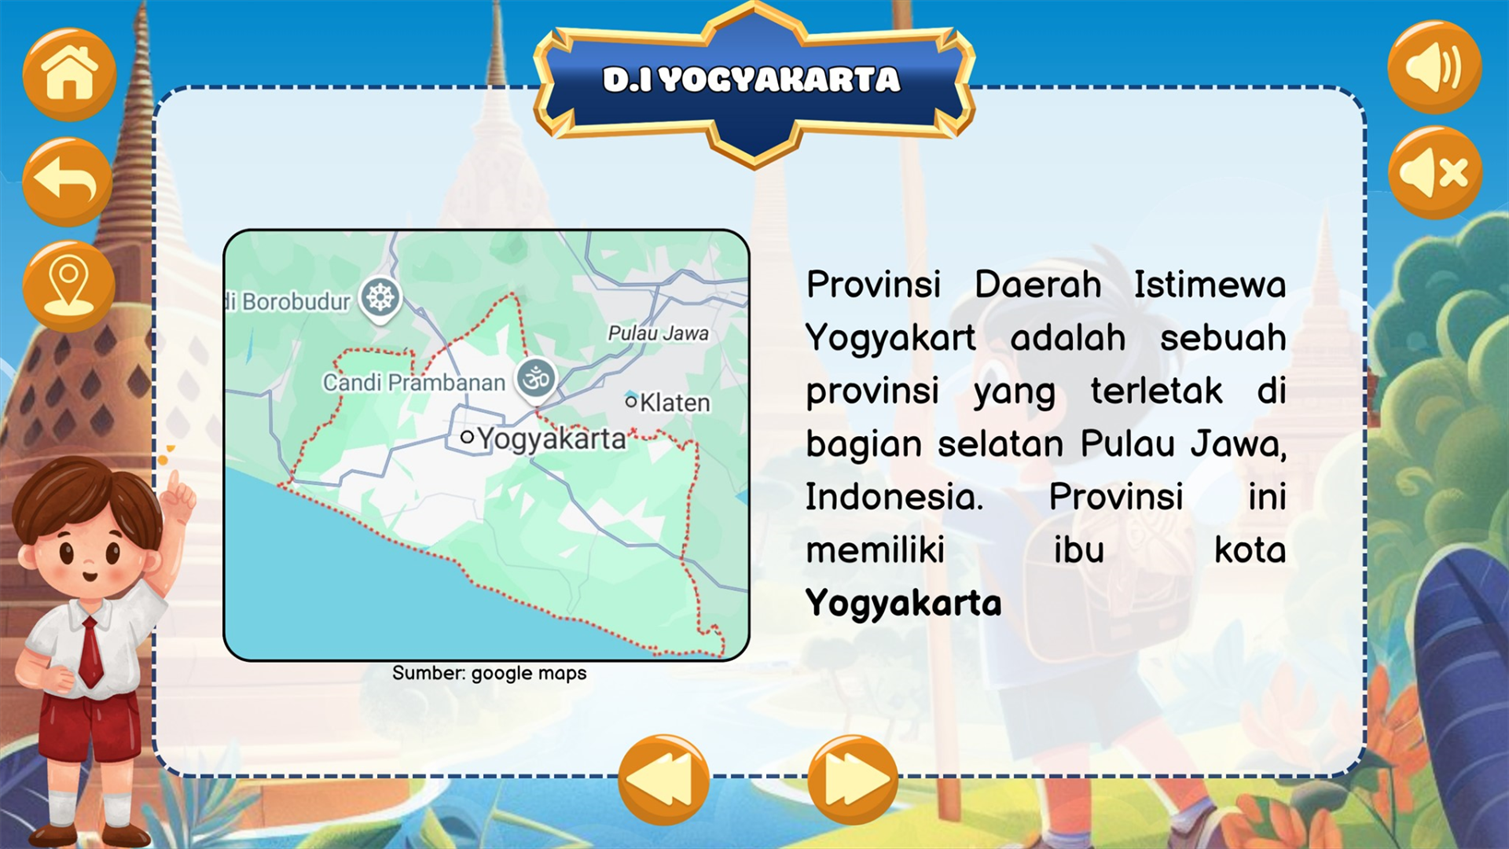 D.I YOGYAKARTA
di Borobudur
Pulau Jawa
Candi Prambanan
Klaten
Yogyakarta
Sumber: google maps
Provinsi Daerah Istimewa
Yogyakart adalah sebuah
provinsi yang terletak di
bagian selatan Pulau Jawa,
Indonesia. Provinsi ini
memiliki ibu kota
Yogyakarta